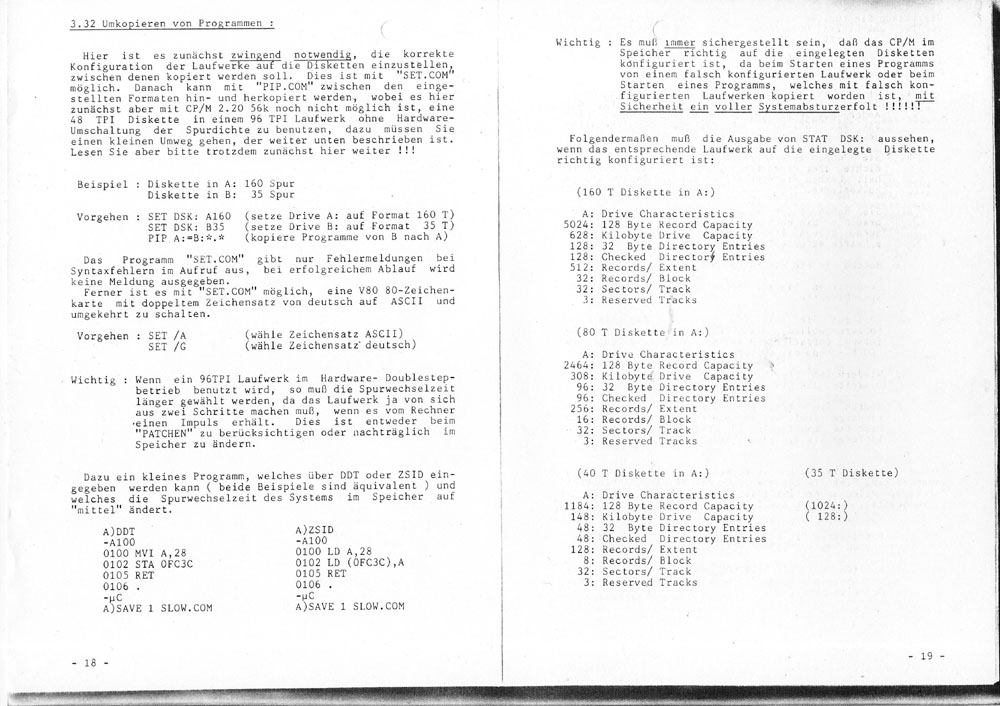 3.32 Umkopieren von Programmen :
Hier ist es zunächst zwingend notwendig, die korrekte
Konfiguration der Laufwerke auf die Disketten einzustellen,
zwischen denen kopiert werden soll. Dies ist mit "SET.COM"
möglich. Danach kann mit "PIP.COM" zwischen den einge-
stellten Formaten hin- und herkopiert werden, wobei es hier
zunächst aber mit CP/M 2.20 56k noch nicht möglich ist, eine
48 TPI Diskette in einem 96 TPI Laufwerk ohne Hardware-
Umschaltung der Spurdichte zu benutzen, dazu müssen Sie
einen kleinen Umweg gehen, der weiter unten beschrieben ist.
Lesen Sie aber bitte trotzdem zunächst hier weiter !!!
Beispiel : Diskette in A: 160 Spur
Diskette in B: 35 Spur
Vorgehen : SET DSK: A160 (setze Drive A: auf Format 160 T)
SET DSK: B35 (setze Drive B: auf Format 35 T)
PIP A:=B:*.* (kopiere Programme von B nach A)
Das Programm "SET.COM" gibt nur Fehlermeldungen bei
Syntaxfehlern im Aufruf aus, bei erfolgreichem Ablauf wird
keine Meldung ausgegeben.
Ferner ist es mit "SET.COM" möglich, eine V80 80-Zeichen-
karte mit doppeltem Zeichensatz von deutsch auf ASCII und
umgekehrt zu schalten.
Vorgehen : SET /A (wähle Zeichensatz ASCII)
SET /G (wähle Zeichensatz deutsch)
Wichtig : Wenn ein 96TPI Laufwerk im Hardware- Doublestep-
betrieb benutzt wird, so muß die Spurwechselzeit
länger gewählt werden, da das Laufwerk ja von sich
aus zwei Schritte machen muß, wenn es vom Rechner
einen Impuls erhält. Dies ist entweder beim
"PATCHEN" zu berücksichtigen oder nachträglich im
Speicher zu ändern.
Dazu ein kleines Programm, welches über DDT oder ZSID ein-
gegeben werden kann ( beide Beispiele sind äquivalent ) und
welches die Spurwechselzeit des Systems im Speicher auf
"mittel" ändert.
A)DDT A)ZSID
-A100 -A100
0100 MVI A,28 0100 LD A,28
0102 STA 0FC3C 0102 LD (0FC3C),A
0105 RET 0105 RET
0106 . 0106 .
-µC -µC
A)SAVE 1 SLOW.COM A)SAVE 1 SLOW.COM
- 18 -
Wichtig : Es muß immer sichergestellt sein, daß das CP/M im
Speicher richtig auf die eingelegten Disketten
konfiguriert ist, da beim Starten eines Programms
von einem falsch konfigurierten Laufwerk oder beim
Starten eines Programms, welches mit falsch kon-
figurierten Laufwerken kopiert worden ist, mit
Sicherheit ein voller Systemabsturzerfolt !!!!!!
Folgendermaßen muß die Ausgabe von STAT DSK: aussehen,
wenn das entsprechende Laufwerk auf die eingelegte Diskette
richtig konfiguriert ist:
(160 T Diskette in A:)
A: Drive Characteristics
5024: 128 Byte Record Capacity
628: Kilobyte Drive Capacity
128: 32 Byte Directory Entries
128: Checked Directory Entries
512: Records/ Extent
32: Records/ Block
32: Sectors/ Track
3: Reserved Tracks
(80 T Diskette in A:)
A: Drive Characteristics
2464: 128 Byte Record Capacity
308: Kilobyte Drive Capacity
96: 32 Byte Directory Entries
96: Checked Directory Entries
256: Records/ Extent
16: Records/ Block
32: Sectors/ Track
3: Reserved Tracks
(40 T Diskette in A:) (35 T Diskette)
A: Drive Characteristics
1184: 128 Byte Record Capacity (1024:)
148: Kilobyte Drive Capacity ( 128:)
48: 32 Byte Directory Entries
48: Checked Directory Entries
128: Records/ Extent
8: Records/ Block
32: Sectors/ Track
3: Reserved Tracks
- 19 -